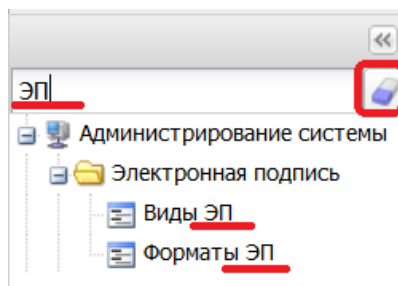 ЭП
Администрирование системы
Электронная подпись
Виды ЭП
Форматы ЭП